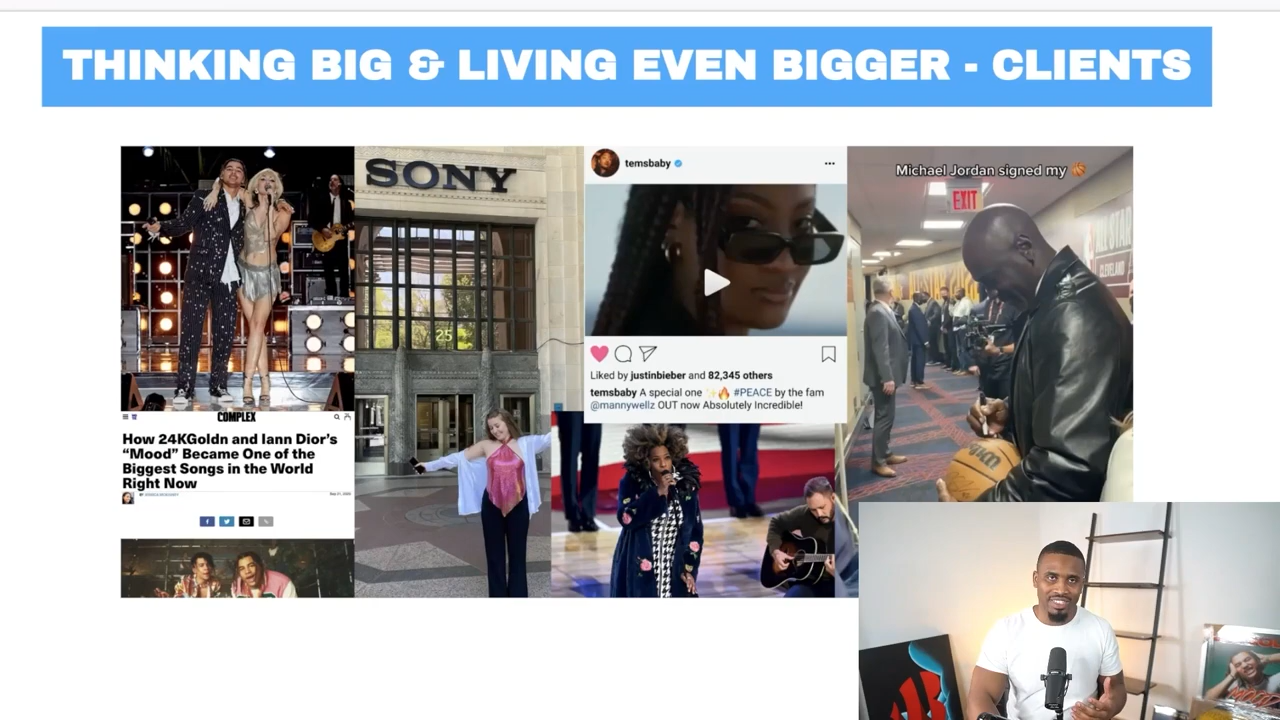 THINKING BIG & LIVING EVEN BIGGER - CLIENTS
SONY
25
temsbaby
Liked by justinbieber and 82,345 others
temsbaby A special one ✨🔥 #PEACE by the fam
@mannywellz OUT now Absolutely Incredible!
Michael Jordan signed my 🏀
EXIT
CLEVELAND
COMPLEX
How 24KGoldn and Iann Dior's
“Mood” Became One of the
Biggest Songs in the World
Right Now
MOOD